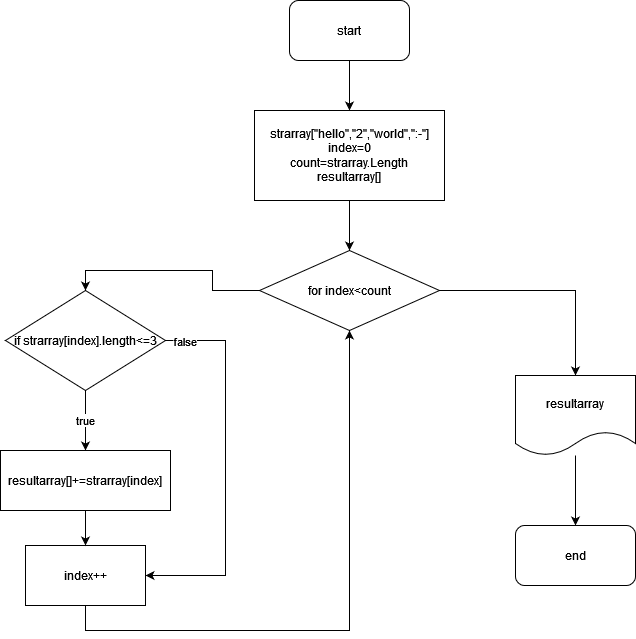 start
strarray["hello","2","world",":-"]
index=0
count=strarray.Length
resultarray[]
for index<count
if strarray[index].length<=3
false
true
resultarray[]+=strarray[index]
index++
resultarray
end